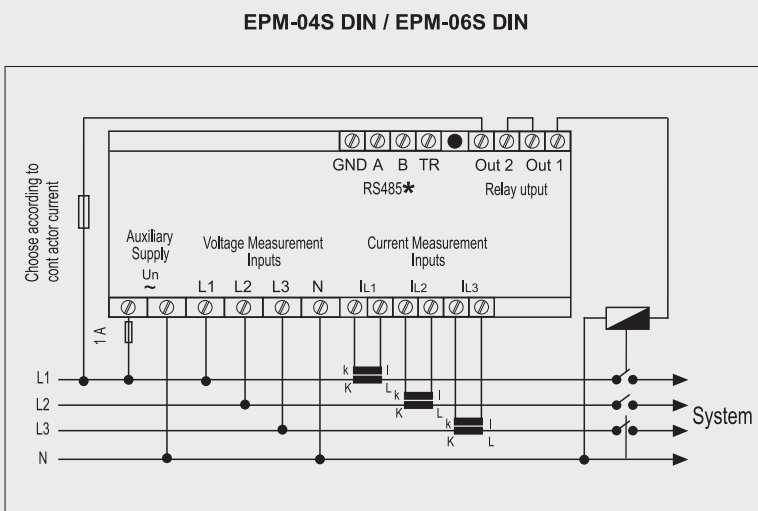 EPM-04S DIN / EPM-06S DIN
GND A B TR Out 2 Out 1
RS485* Relay utput
Choose according to
cont actor current
Auxiliary
Supply
Un
~
Voltage Measurement
Inputs
Current Measurement
Inputs
L1 L2 L3 N IL1 IL2 IL3
1 A
k l
L1
K L
k l
L2
K L
k l
L3
K L
System
N